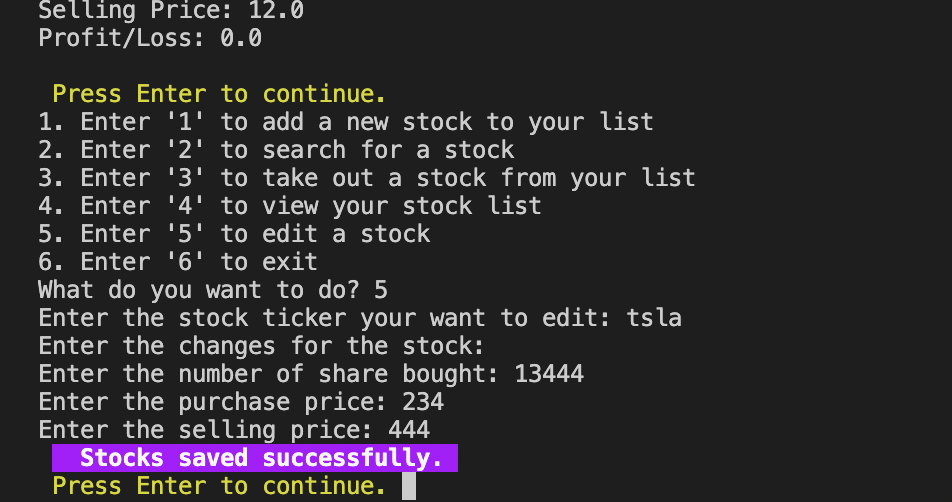 Selling Price: 12.0
Profit/Loss: 0.0
Press Enter to continue.
1. Enter '1' to add a new stock to your list
2. Enter '2' to search for a stock
3. Enter '3' to take out a stock from your list
4. Enter '4' to view your stock list
5. Enter '5' to edit a stock
6. Enter '6' to exit
What do you want to do? 5
Enter the stock ticker your want to edit: tsla
Enter the changes for the stock:
Enter the number of share bought: 13444
Enter the purchase price: 234
Enter the selling price: 444
Stocks saved successfully.
Press Enter to continue.